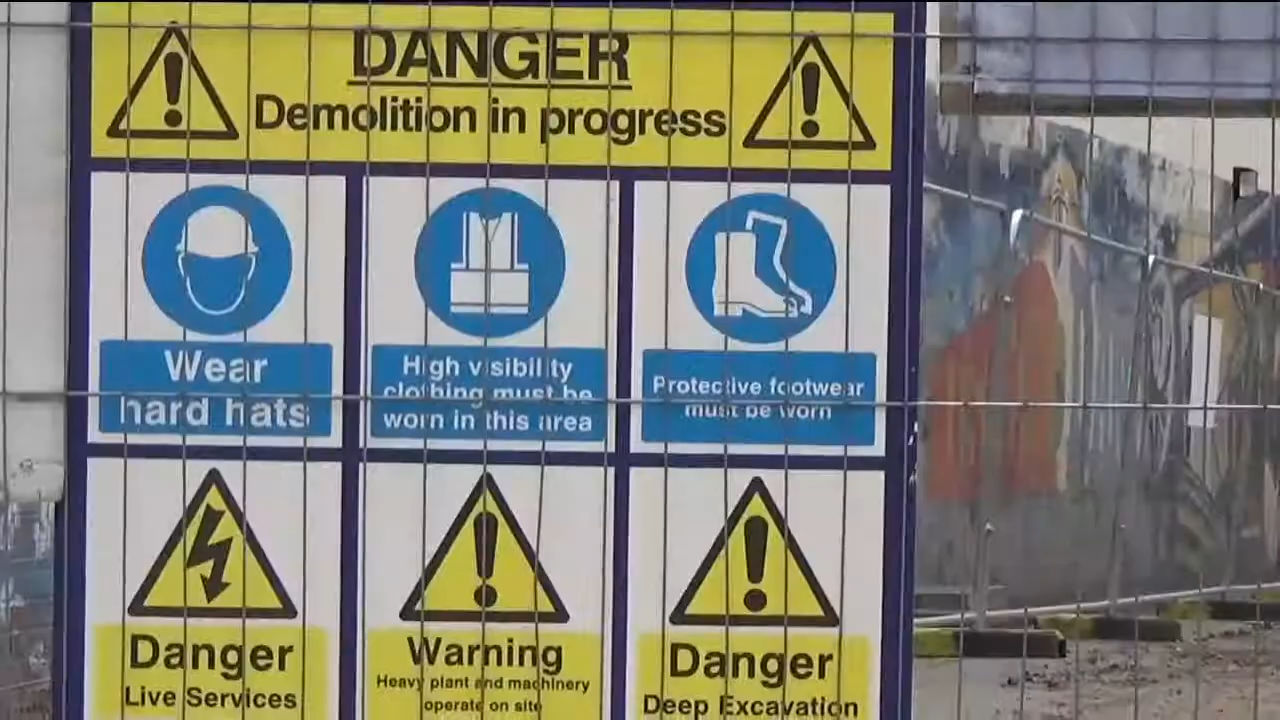 DANGER
Demolition in progress
Wear
hard hats
High visibility
clothing must be
worn in this area
Protective footwear
must be worn
Danger
Live Services
Warning
Heavy plant and machinery
operate on site
Danger
Deep Excavation